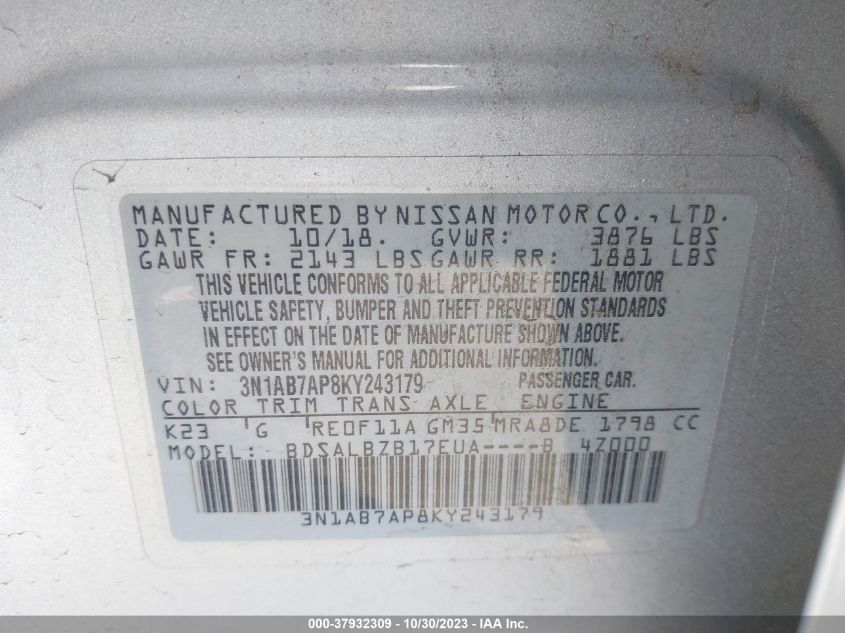 MANUFACTURED BY NISSAN MOTOR CO., LTD.
DATE: 10/18. GVWR: 3876 LBS
GAWR FR: 2143 LBS GAWR RR: 1881 LBS
THIS VEHICLE CONFORMS TO ALL APPLICABLE FEDERAL MOTOR
VEHICLE SAFETY, BUMPER AND THEFT PREVENTION STANDARDS
IN EFFECT ON THE DATE OF MANUFACTURE SHOWN ABOVE.
SEE OWNER'S MANUAL FOR ADDITIONAL INFORMATION.
VIN: 3N1AB7AP8KY243179 PASSENGER CAR.
COLOR TRIM TRANS AXLE ENGINE
K23 G RE0F11A GM35 MRA8DE 1798 CC
MODEL: BDSALBZB17EUA----B 4Z000
3N1AB7AP8KY243179
000-37932309 - 10/30/2023 - IAA Inc.